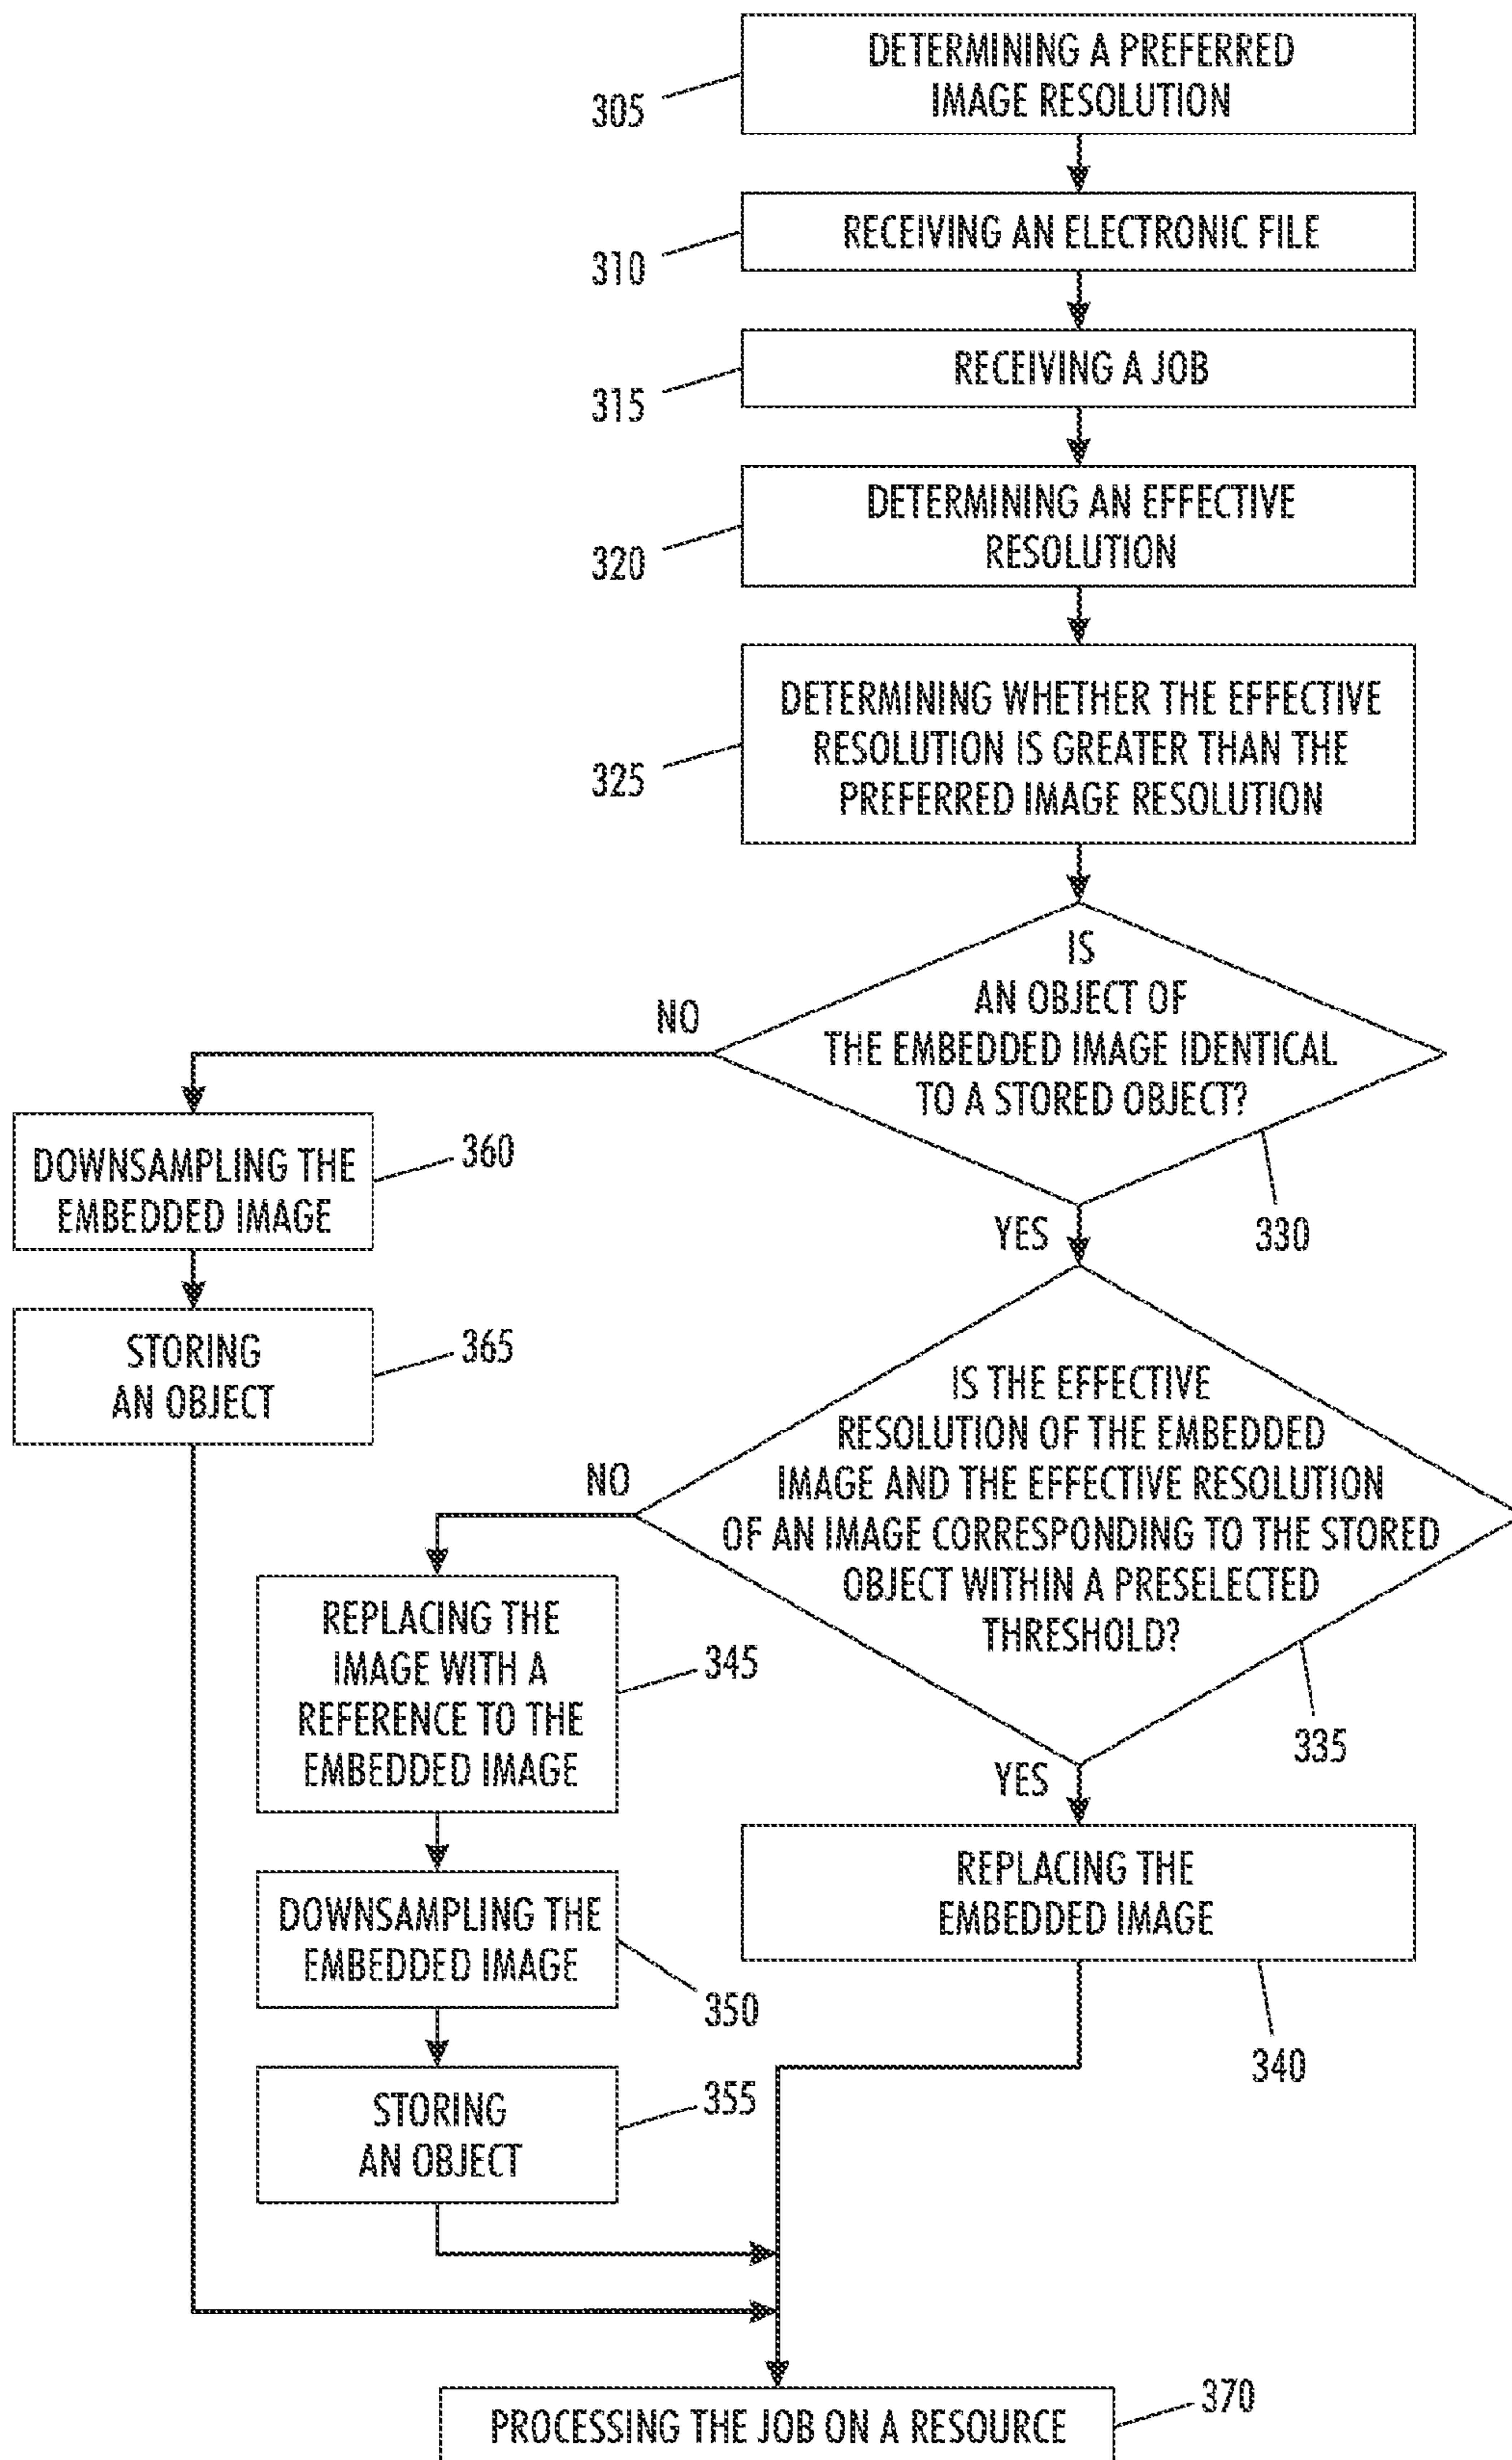 DETERMINING A PREFERRED
IMAGE RESOLUTION
305
RECEIVING AN ELECTRONIC FILE
310
RECEIVING A JOB
315
DETERMINING AN EFFECTIVE
RESOLUTION
320
DETERMINING WHETHER THE EFFECTIVE
RESOLUTION IS GREATER THAN THE
PREFERRED IMAGE RESOLUTION
325
IS
AN OBJECT OF
THE EMBEDDED IMAGE IDENTICAL
TO A STORED OBJECT?
NO
330
YES
DOWNSAMPLING THE
EMBEDDED IMAGE
360
STORING
AN OBJECT
365
IS THE EFFECTIVE
RESOLUTION OF THE EMBEDDED
IMAGE AND THE EFFECTIVE RESOLUTION
OF AN IMAGE CORRESPONDING TO THE STORED
OBJECT WITHIN A PRESELECTED
THRESHOLD?
NO
335
YES
REPLACING THE
IMAGE WITH A
REFERENCE TO THE
EMBEDDED IMAGE
345
REPLACING THE
EMBEDDED IMAGE
340
DOWNSAMPLING THE
EMBEDDED IMAGE
350
STORING
AN OBJECT
355
PROCESSING THE JOB ON A RESOURCE
370